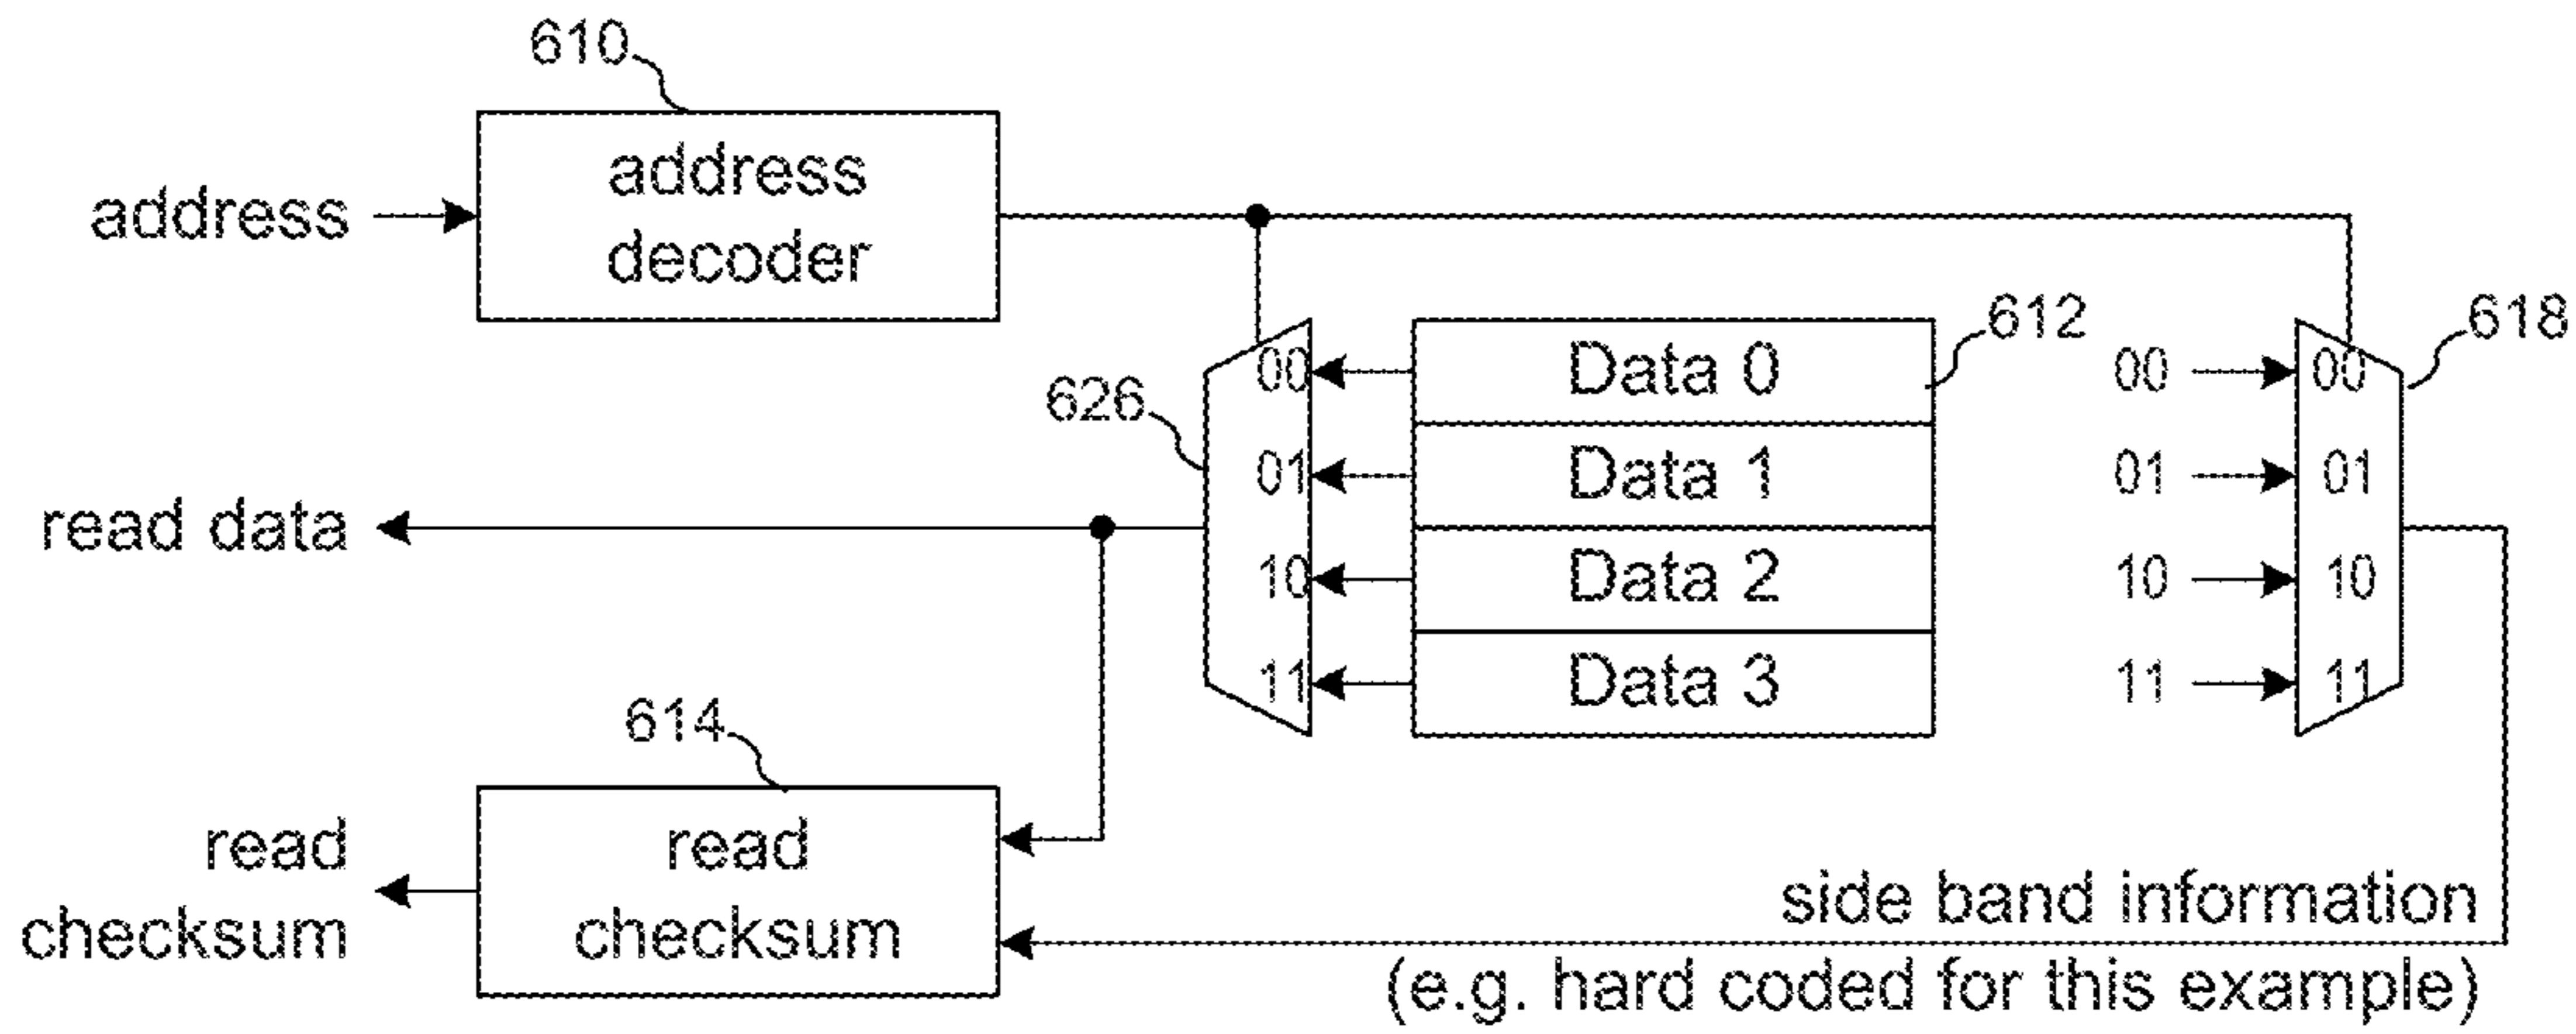 610
address
address
decoder
612
618
626
00
Data 0
00
00
01
Data 1
01
01
read data
10
Data 2
10
10
11
Data 3
11
11
614
read
checksum
read
checksum
side band information
(e.g. hard coded for this example)